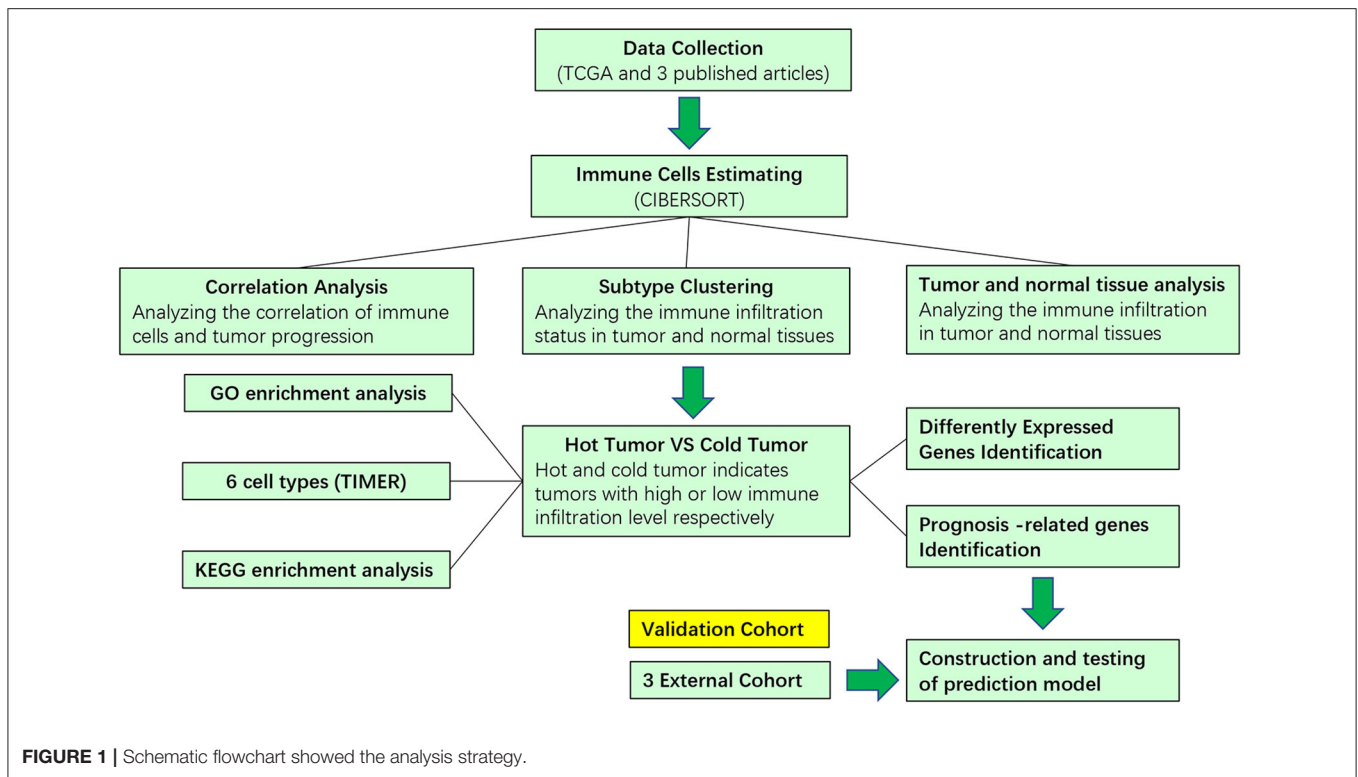 Data Collection
(TCGA and 3 published articles)
Immune Cells Estimating
(CIBERSORT)
Correlation Analysis
Analyzing the correlation of immune
cells and tumor progression
Subtype Clustering
Analyzing the immune infiltration
status in tumor and normal tissues
Tumor and normal tissue analysis
Analyzing the immune infiltration
in tumor and normal tissues
GO enrichment analysis
6 cell types (TIMER)
KEGG enrichment analysis
Hot Tumor VS Cold Tumor
Hot and cold tumor indicates
tumors with high or low immune
infiltration level respectively
Differently Expressed
Genes Identification
Prognosis -related genes
Identification
Validation Cohort
3 External Cohort
Construction and testing
of prediction model
FIGURE 1 | Schematic flowchart showed the analysis strategy.